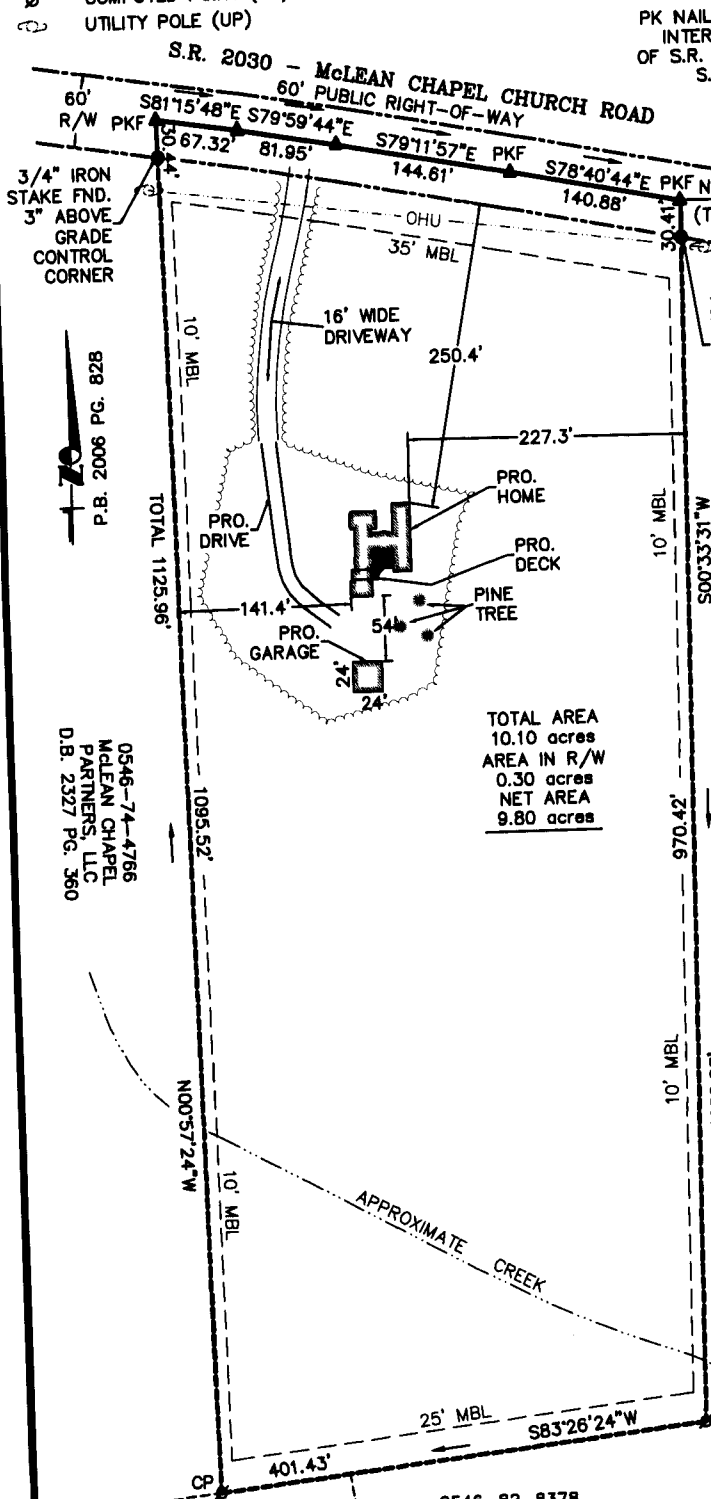 UTILITY POLE (UP)
PK NAIL
INTER
OF S.R.
S.
S.R. 2030 - McLEAN CHAPEL CHURCH ROAD
60' PUBLIC RIGHT-OF-WAY
60'
R/W
PKF
S81°15'48"E
67.32'
S79°59'44"E
81.95'
S79°11'57"E
144.61'
PKF
S78°40'44"E
140.88'
PKF
N
(T
30.44'
30.41'
3/4" IRON
STAKE FND.
3" ABOVE
GRADE
CONTROL
CORNER
OHU
35' MBL
10' MBL
16' WIDE
DRIVEWAY
250.4'
P.B. 2006 PG. 828
227.3'
PRO.
HOME
PRO.
DRIVE
PRO.
DECK
10' MBL
S00°33'31"W
TOTAL 1125.96'
141.4'
54'
PINE
TREE
PRO.
GARAGE
24'
24'
TOTAL AREA
10.10 acres
AREA IN R/W
0.30 acres
NET AREA
9.80 acres
0546-74-4766
McLEAN CHAPEL
PARTNERS, LLC
D.B. 2327 PG. 360
1095.52'
970.42'
N00°57'24"W
10' MBL
10' MBL
APPROXIMATE CREEK
25' MBL
S83°26'24"W
401.43'
CP